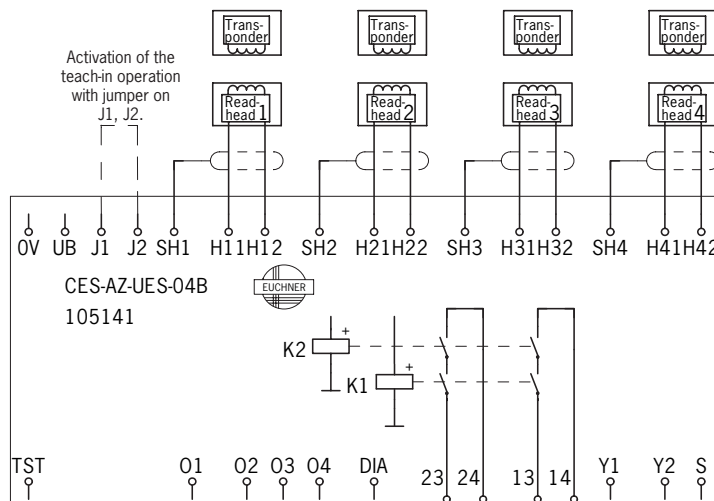 Trans-
ponder
Trans-
ponder
Trans-
ponder
Trans-
ponder
Activation of the
teach-in operation
with jumper on
J1, J2.
Read-
head 1
Read-
head 2
Read-
head 3
Read-
head 4
0V UB J1 J2 SH1 H11 H12 SH2 H21 H22 SH3 H31 H32 SH4 H41 H42
CES-AZ-UES-04B
EUCHNER
105141
K2 +
K1 +
TST O1 O2 O3 O4 DIA 23 24 13 14 Y1 Y2 S